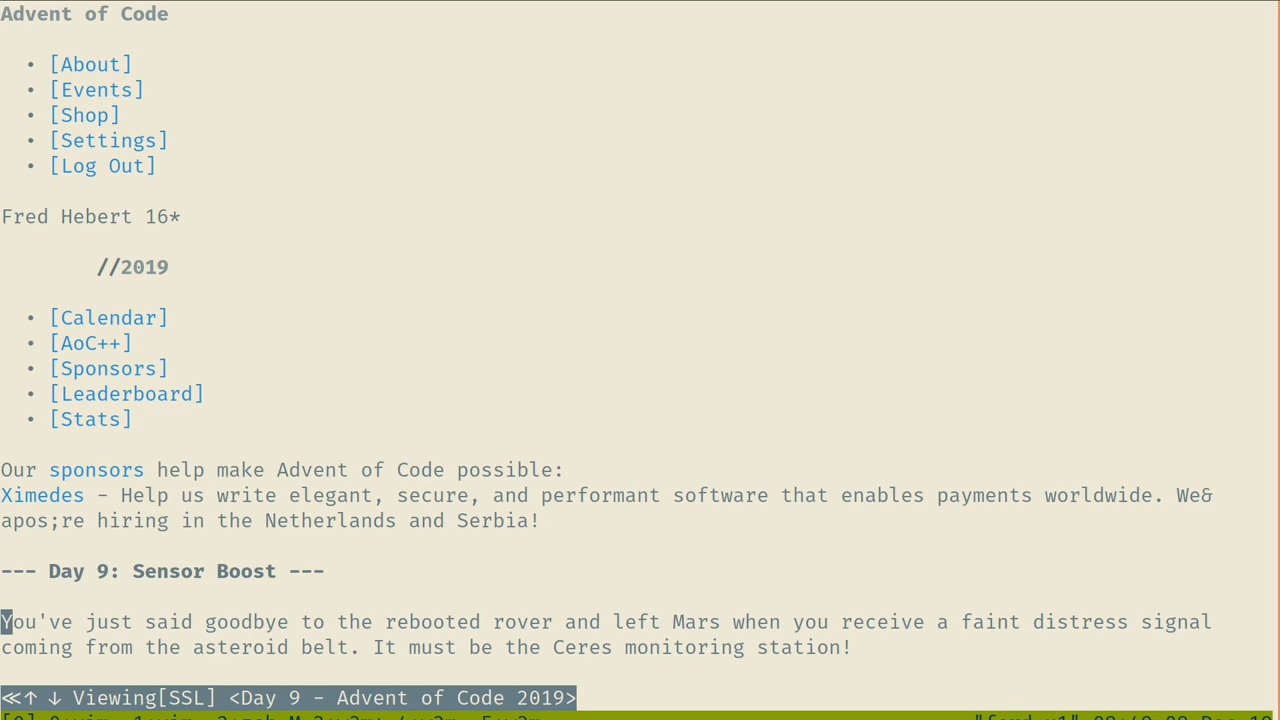 Advent of Code
• [About]
• [Events]
• [Shop]
• [Settings]
• [Log Out]
Fred Hebert 16*
//2019
• [Calendar]
• [AoC++]
• [Sponsors]
• [Leaderboard]
• [Stats]
Our sponsors help make Advent of Code possible:
Ximedes - Help us write elegant, secure, and performant software that enables payments worldwide. We&
apos;re hiring in the Netherlands and Serbia!
--- Day 9: Sensor Boost ---
You've just said goodbye to the rebooted rover and left Mars when you receive a faint distress signal
coming from the asteroid belt. It must be the Ceres monitoring station!
≪↑ ↓ Viewing[SSL] <Day 9 - Advent of Code 2019>